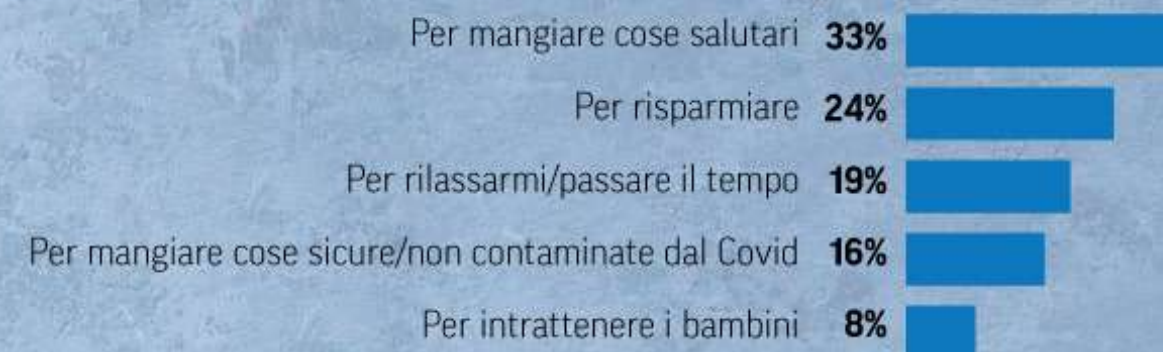 Per mangiare cose salutari 33%
Per risparmiare 24%
Per rilassarmi/passare il tempo 19%
Per mangiare cose sicure/non contaminate dal Covid 16%
Per intrattenere i bambini 8%